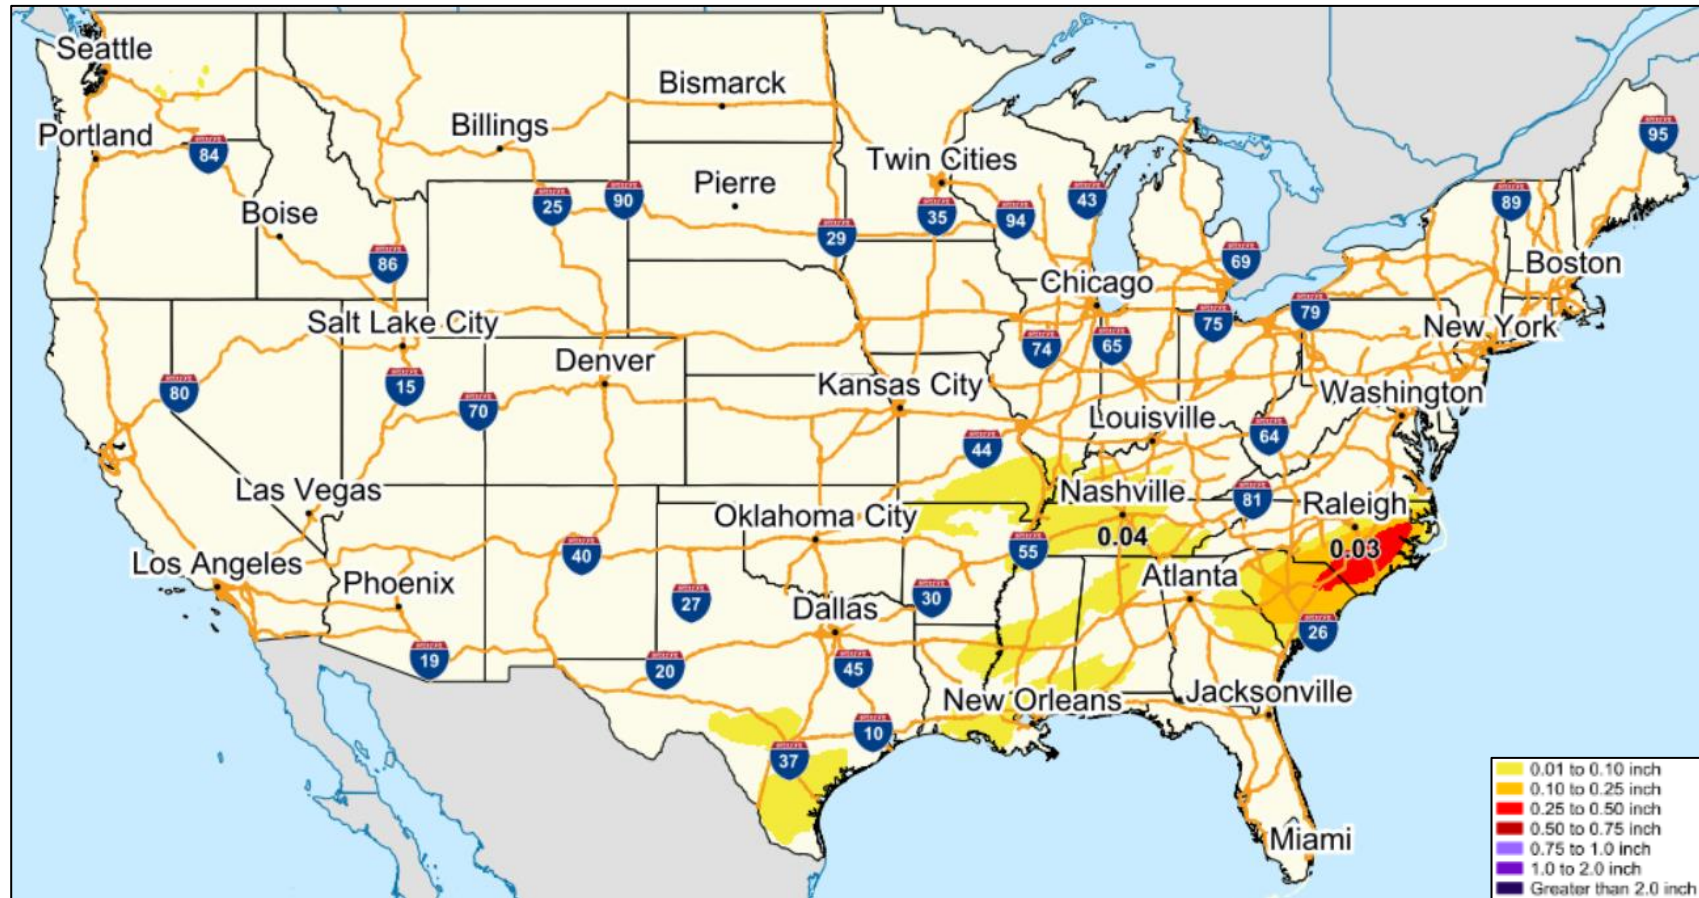 Seattle
Bismarck
Billings
Portland
95
84
Twin Cities
Pierre
25
90
43
89
Boise
35
94
29
86
69
Boston
Chicago
Salt Lake City
79
75
New York
74
65
Denver
15
Kansas City
80
70
Washington
Louisville
64
44
Las Vegas
Nashville
81
Raleigh
Oklahoma City
0.04
55
0.03
40
Los Angeles
Phoenix
Atlanta
30
27
Dallas
26
19
20
45
New Orleans
Jacksonville
10
37
Miami
0.01 to 0.10 inch
0.10 to 0.25 inch
0.25 to 0.50 inch
0.50 to 0.75 inch
0.75 to 1.0 inch
1.0 to 2.0 inch
Greater than 2.0 inch